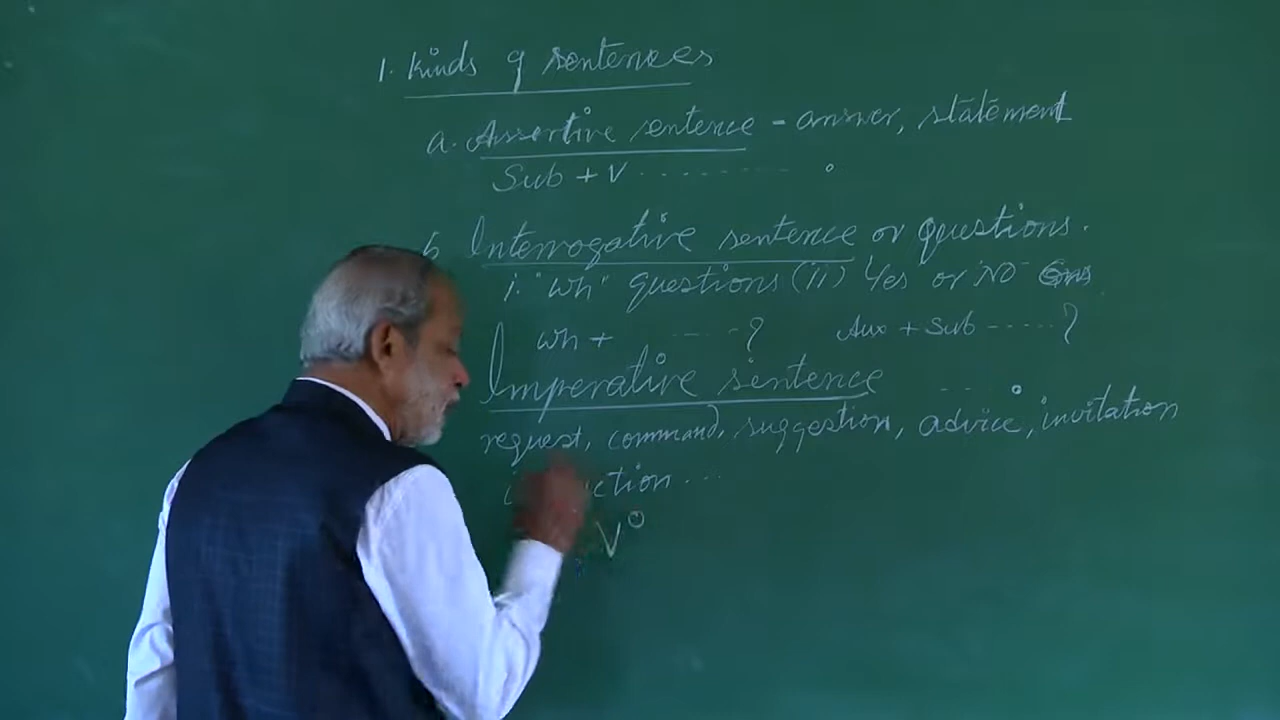 1. Kinds of sentences
a. Assertive sentence - answer, statement
Sub + V ......... .
b Interrogative sentence or questions.
i. "Wh" questions (ii) Yes or No Qns
Wh + ... ? Aux + Sub ..... ?
Imperative sentence ... .
request, command, suggestion, advice, invitation
...
V°